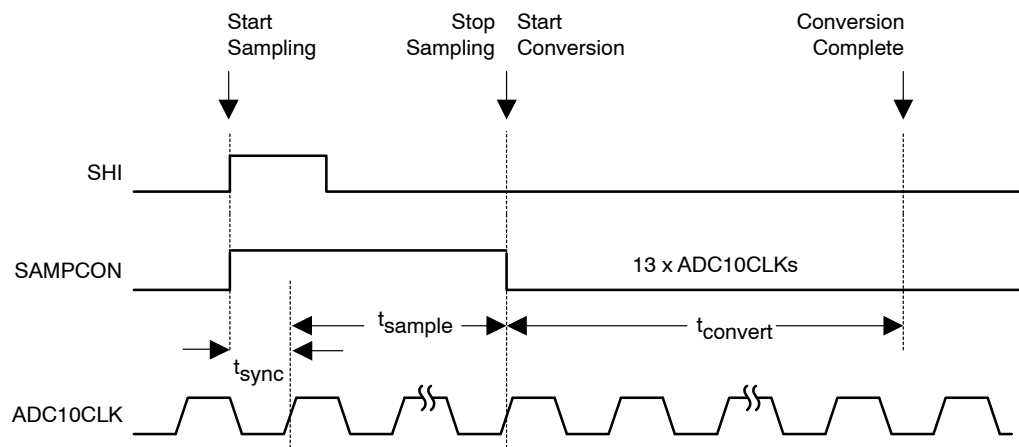 Start
Sampling
Stop
Sampling
Start
Conversion
Conversion
Complete
SHI
SAMPCON
13 x ADC10CLKs
tsample
tconvert
tsync
ADC10CLK